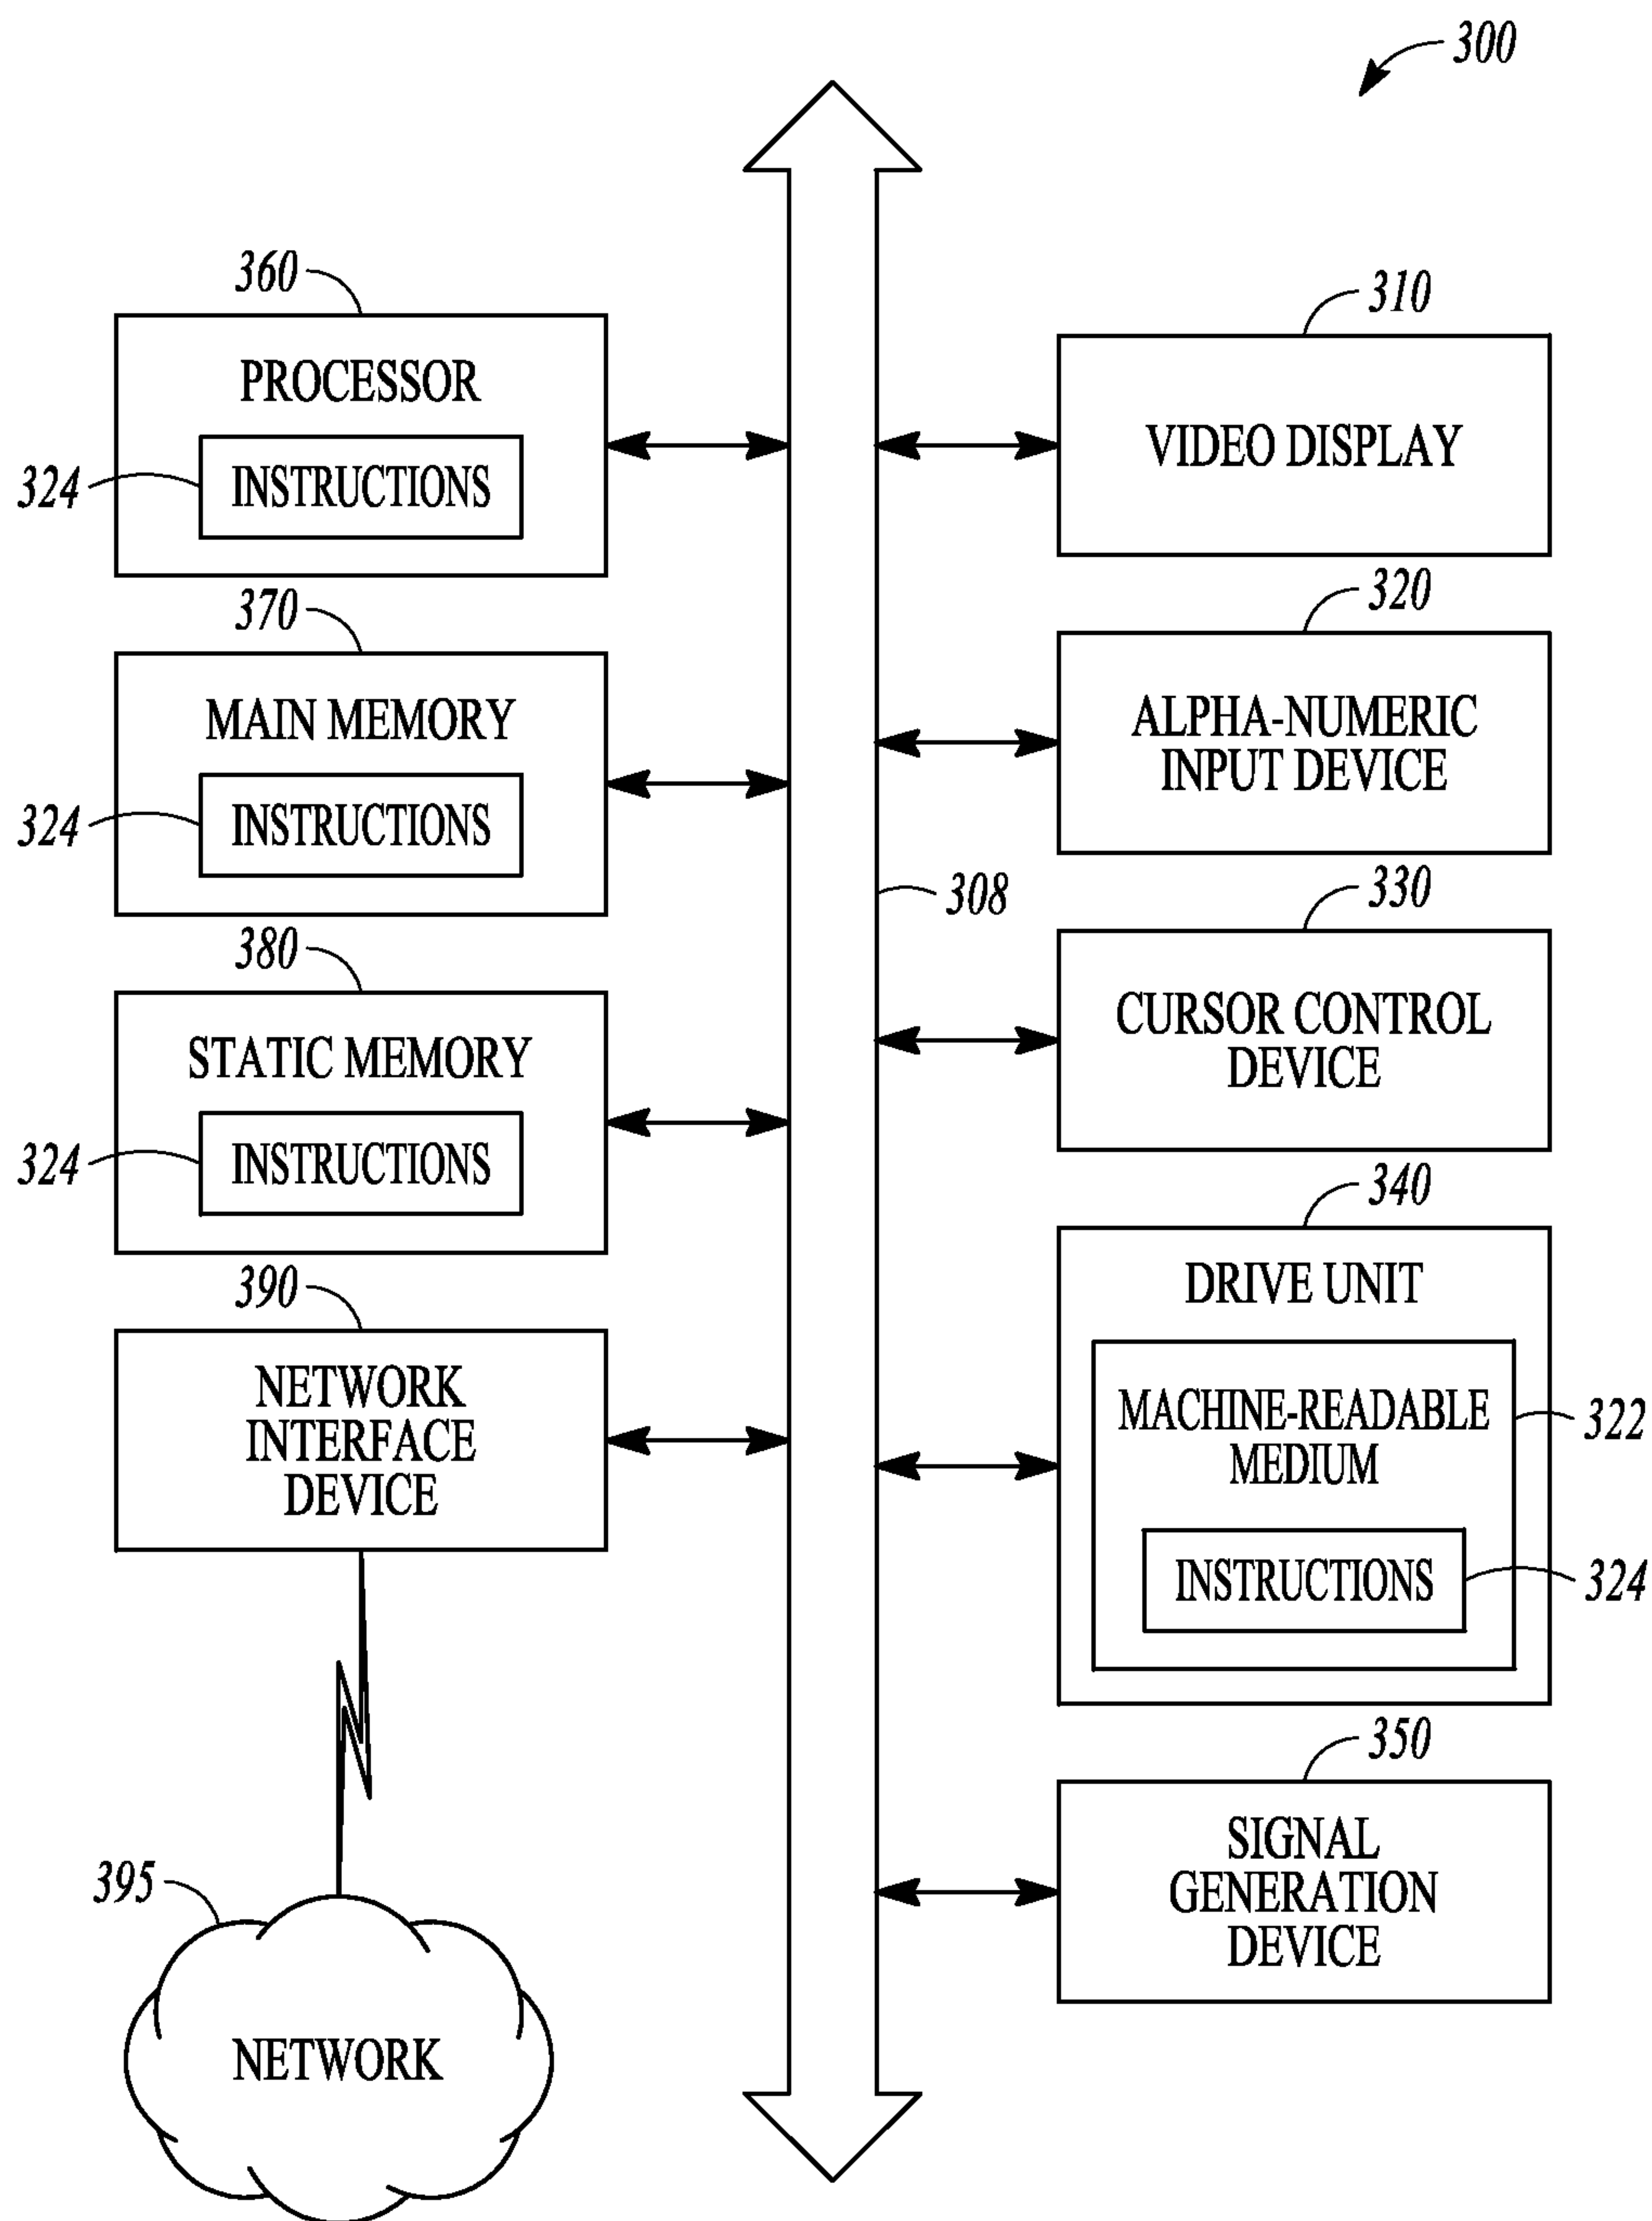 300
360
PROCESSOR
324
INSTRUCTIONS
370
MAIN MEMORY
324
INSTRUCTIONS
380
STATIC MEMORY
324
INSTRUCTIONS
390
NETWORK
INTERFACE
DEVICE
395
NETWORK
308
310
VIDEO DISPLAY
320
ALPHA-NUMERIC
INPUT DEVICE
330
CURSOR CONTROL
DEVICE
340
DRIVE UNIT
MACHINE-READABLE
MEDIUM
322
INSTRUCTIONS
324
350
SIGNAL
GENERATION
DEVICE